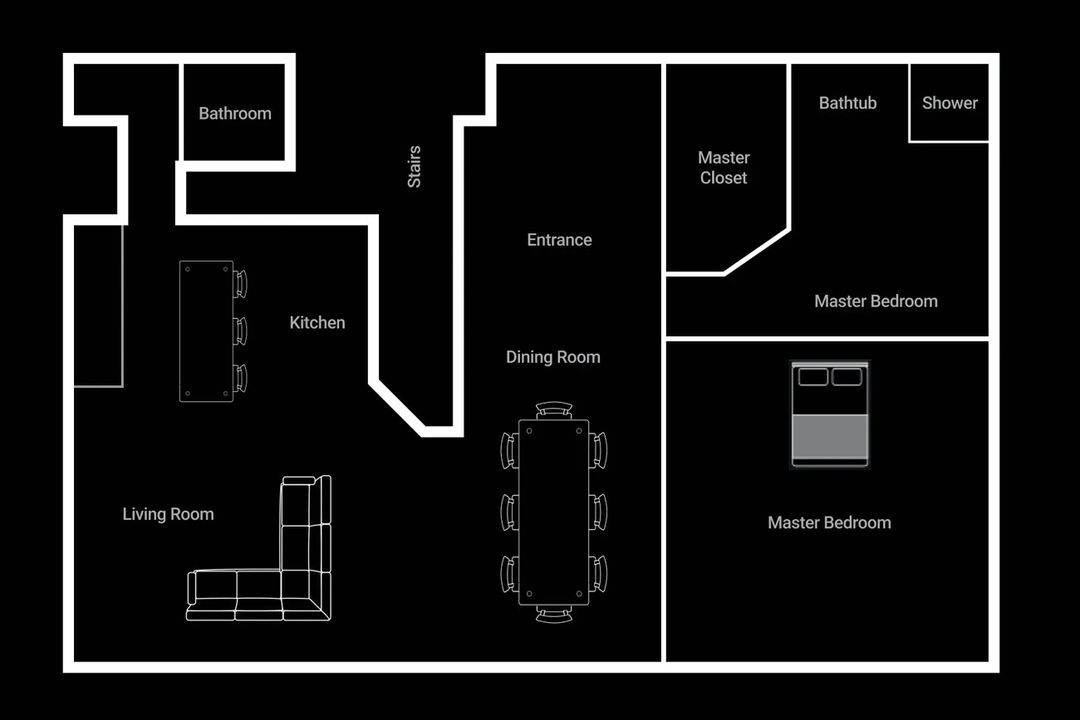 Bathtub
Shower
Bathroom
Stairs
Master
Closet
Entrance
Master Bedroom
Kitchen
Dining Room
Living Room
Master Bedroom